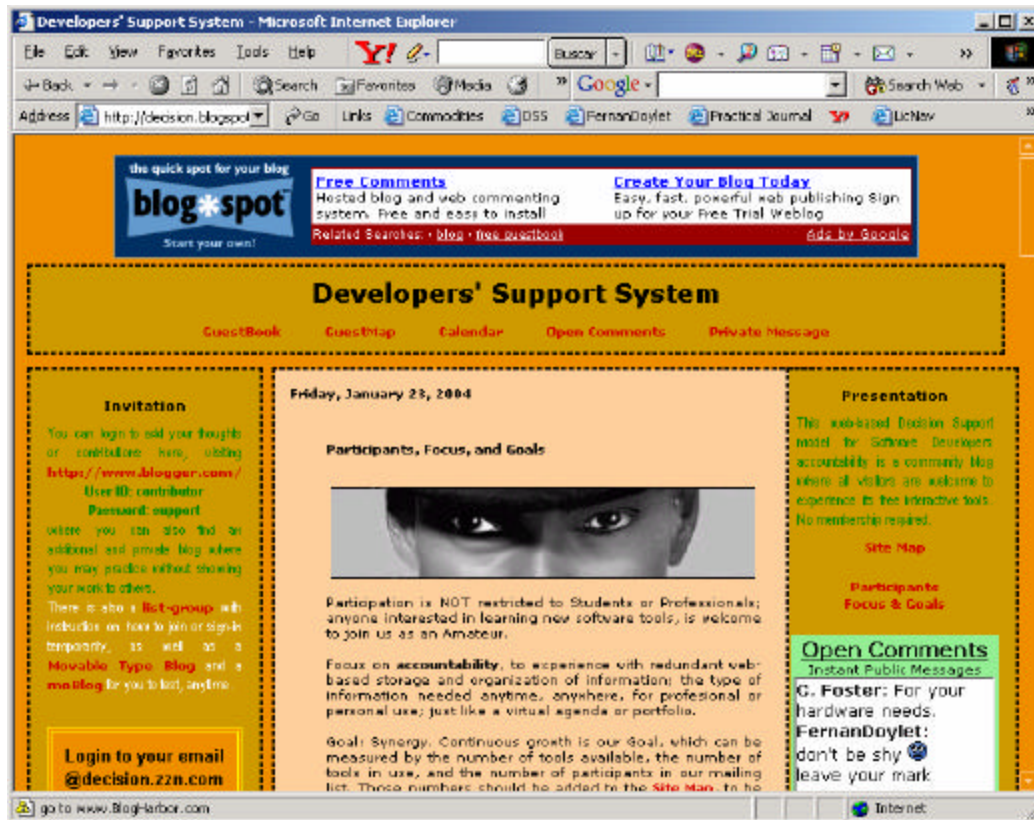 Developers' Support System - Microsoft Internet Explorer
File Edit View Favorites Tools Help Y! Buscar
Back Search Favorites Media Google Search Web
Address http://decision.blogspot Go Links Commodities DSS FernanDoylet Practical Journal LicNav
the quick spot for your blog
blog*spot™
Start your own!
Free Comments
Hosted blog and web commenting
system. Free and easy to install
Create Your Blog Today
Easy, fast, powerful web publishing Sign
up for your Free Trial Weblog
Related Searches: • blog • free guestbook
Ads by Google
Developers' Support System
GuestBook GuestMap Calendar Open Comments Private Message
Invitation
You can login to add your thoughts
or contributions here, visiting
http://www.blogger.com/
User ID: contributor
Password: support
where you can also find an
additional and private blog where
you may practice without showing
your work to others.
There is also a list-group with
instruction on how to join or sign-in
temporarily, as well as a
Movable Type Blog and a
moBlog for you to test, anytime
Login to your email
@decision.zzn.com
Friday, January 23, 2004
Participants, Focus, and Goals
Participation is NOT restricted to Students or Professionals;
anyone interested in learning new software tools, is welcome
to join us as an Amateur.
Focus on accountability, to experience with redundant web-
based storage and organization of information; the type of
information needed anytime, anywhere, for profesional or
personal use; just like a virtual agenda or portfolio.
Goal: Synergy. Continuous growth is our Goal, which can be
measured by the number of tools available, the number of
tools in use, and the number of participants in our mailing
list. Those numbers should be added to the Site Map, to be
Presentation
This web-based Decision Support
model for Software Developers
accountability is a community blog
where all visitors are welcome to
experience its free interactive tools.
No membership required.
Site Map
Participants
Focus & Goals
Open Comments
Instant Public Messages
G. Foster: For your
hardware needs.
FernanDoylet:
don't be shy
leave your mark
go to www.BlogHarbor.com
Internet